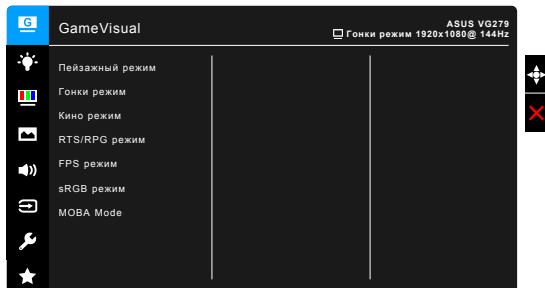 G
GameVisual
ASUS VG279
Гонки режим 1920x1080@ 144Hz
Пейзажный режим
Гонки режим
Кино режим
RTS/RPG режим
FPS режим
sRGB режим
MOBA Mode